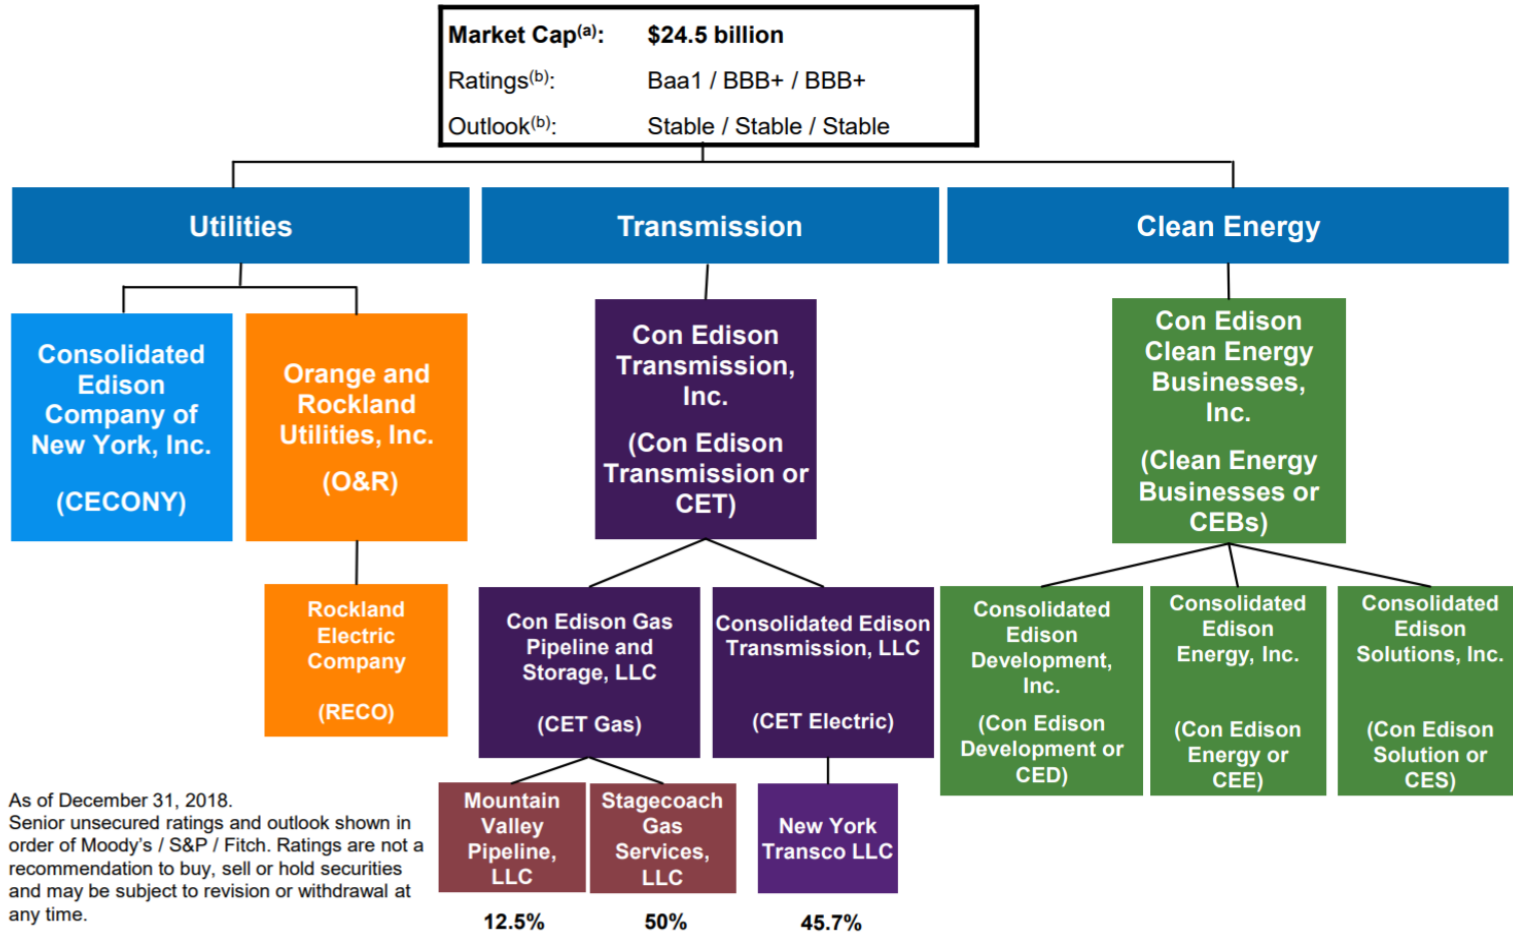 Market Cap(a): $24.5 billion
Ratings(b): Baa1 / BBB+ / BBB+
Outlook(b): Stable / Stable / Stable
Utilities
Transmission
Clean Energy
Consolidated
Edison
Company of
New York, Inc.
(CECONY)
Orange and
Rockland
Utilities, Inc.
(O&R)
Rockland
Electric
Company
(RECO)
Con Edison
Transmission,
Inc.
(Con Edison
Transmission or
CET)
Con Edison Gas
Pipeline and
Storage, LLC
(CET Gas)
Consolidated Edison
Transmission, LLC
(CET Electric)
Mountain
Valley
Pipeline,
LLC
12.5%
Stagecoach
Gas
Services,
LLC
50%
New York
Transco LLC
45.7%
Con Edison
Clean Energy
Businesses,
Inc.
(Clean Energy
Businesses or
CEBs)
Consolidated
Edison
Development,
Inc.
(Con Edison
Development or
CED)
Consolidated
Edison
Energy, Inc.
(Con Edison
Energy or
CEE)
Consolidated
Edison
Solutions, Inc.
(Con Edison
Solution or
CES)
As of December 31, 2018.
Senior unsecured ratings and outlook shown in
order of Moody's / S&P / Fitch. Ratings are not a
recommendation to buy, sell or hold securities
and may be subject to revision or withdrawal at
any time.